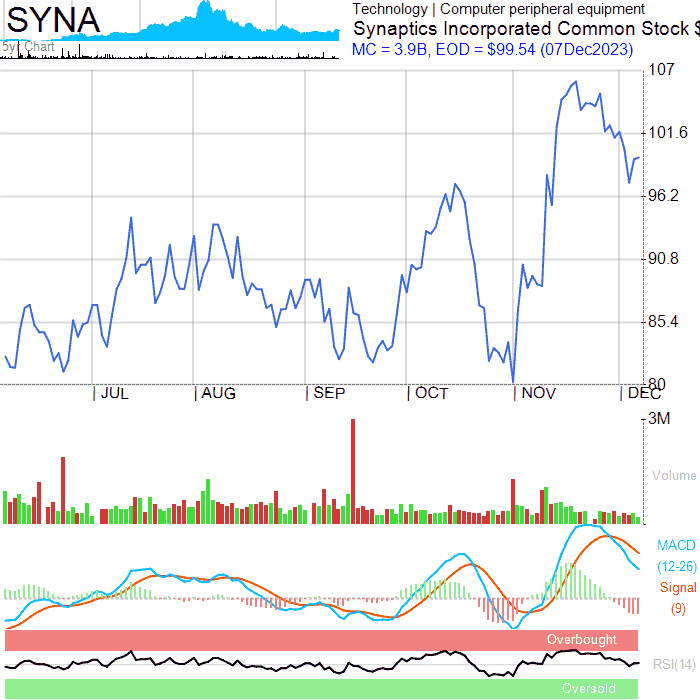 SYNA
Technology | Computer peripheral equipment
Synaptics Incorporated Common Stock $
5yr Chart
MC = 3.9B, EOD = $99.54 (07Dec2023)
107
101.6
96.2
90.8
85.4
80
JUL AUG SEP OCT NOV DEC
3M
Volume
MACD
(12-26)
Signal
(9)
Overbought
RSI(14)
Oversold